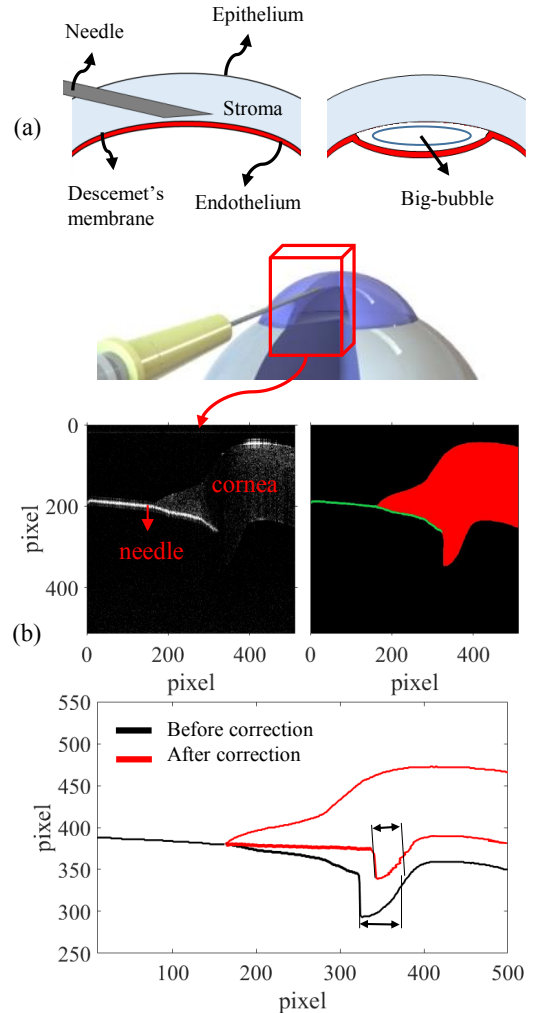 Needle
Epithelium
Stroma
(a)
Descemet's
membrane
Endothelium
Big-bubble
0
200
400
pixel
cornea
needle
0
200
400
pixel
0
200
400
pixel
(b)
550
500
450
400
350
300
250
pixel
Before correction
After correction
100
200
300
400
500
pixel